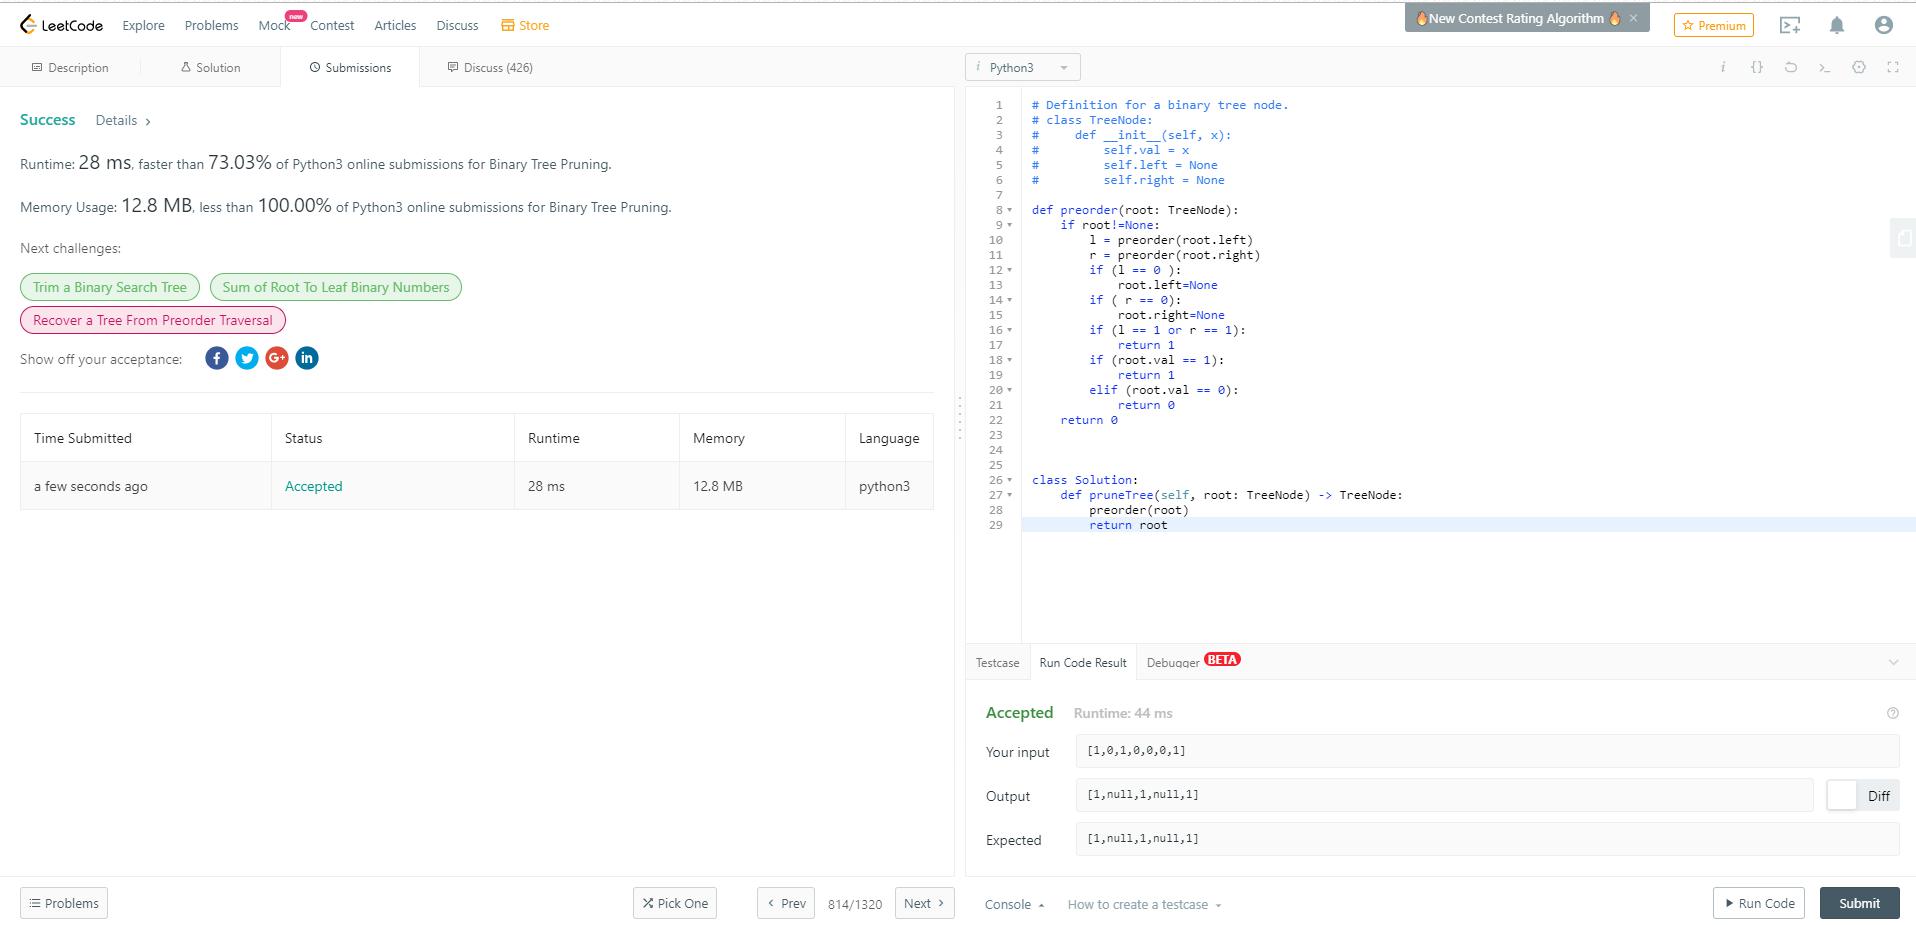 LeetCode Explore Problems Mock new Contest Articles Discuss Store
🔥New Contest Rating Algorithm 🔥 ×
Premium
Description Solution Submissions Discuss (426)
Success Details >
Runtime: 28 ms, faster than 73.03% of Python3 online submissions for Binary Tree Pruning.
Memory Usage: 12.8 MB, less than 100.00% of Python3 online submissions for Binary Tree Pruning.
Next challenges:
Trim a Binary Search Tree Sum of Root To Leaf Binary Numbers
Recover a Tree From Preorder Traversal
Show off your acceptance: f G+ in
Time Submitted Status Runtime Memory Language
a few seconds ago Accepted 28 ms 12.8 MB python3
Problems Pick One < Prev 814/1320 Next >
i Python3
i {} >_
1 # Definition for a binary tree node.
2 # class TreeNode:
3 #     def __init__(self, x):
4 #         self.val = x
5 #         self.left = None
6 #         self.right = None
7
8 def preorder(root: TreeNode):
9     if root!=None:
10         l = preorder(root.left)
11         r = preorder(root.right)
12         if (l == 0 ):
13             root.left=None
14         if ( r == 0):
15             root.right=None
16         if (l == 1 or r == 1):
17             return 1
18         if (root.val == 1):
19             return 1
20         elif (root.val == 0):
21             return 0
22     return 0
23
24
25
26 class Solution:
27     def pruneTree(self, root: TreeNode) -> TreeNode:
28         preorder(root)
29         return root
Testcase Run Code Result Debugger BETA
Accepted Runtime: 44 ms
Your input [1,0,1,0,0,0,1]
Output [1,null,1,null,1] Diff
Expected [1,null,1,null,1]
Console How to create a testcase Run Code Submit